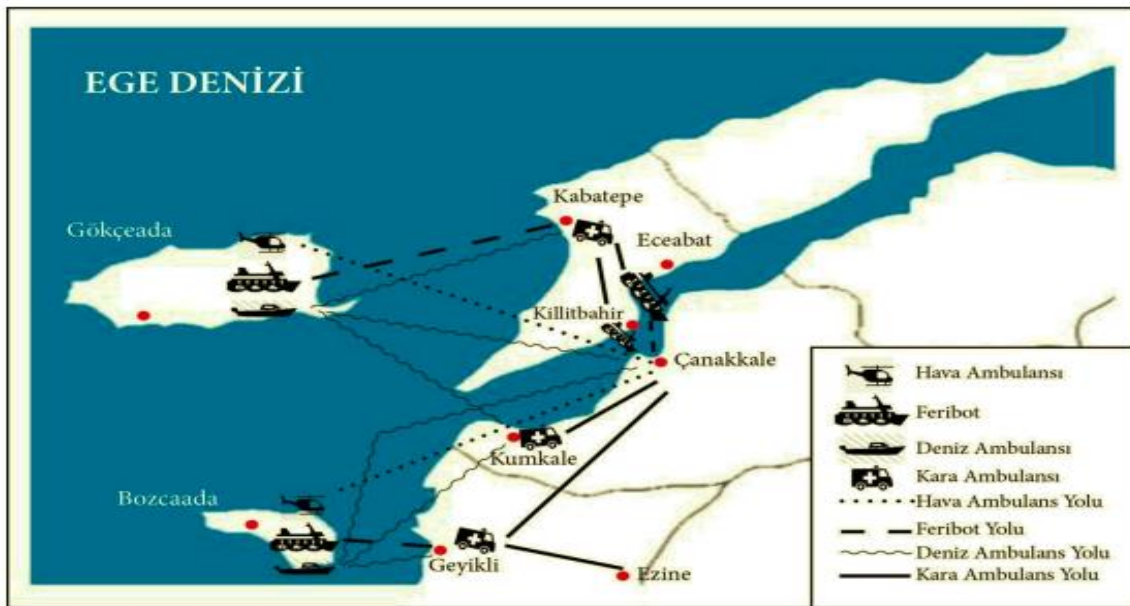 EGE DENİZİ
Kabatepe
Gökçeada
Eceabat
Killitbahir
Çanakkale
Kumkale
Bozcaada
Geyikli
Ezine
Hava Ambulansı
Feribot
Deniz Ambulansı
Kara Ambulansı
Hava Ambulans Yolu
Feribot Yolu
Deniz Ambulans Yolu
Kara Ambulans Yolu